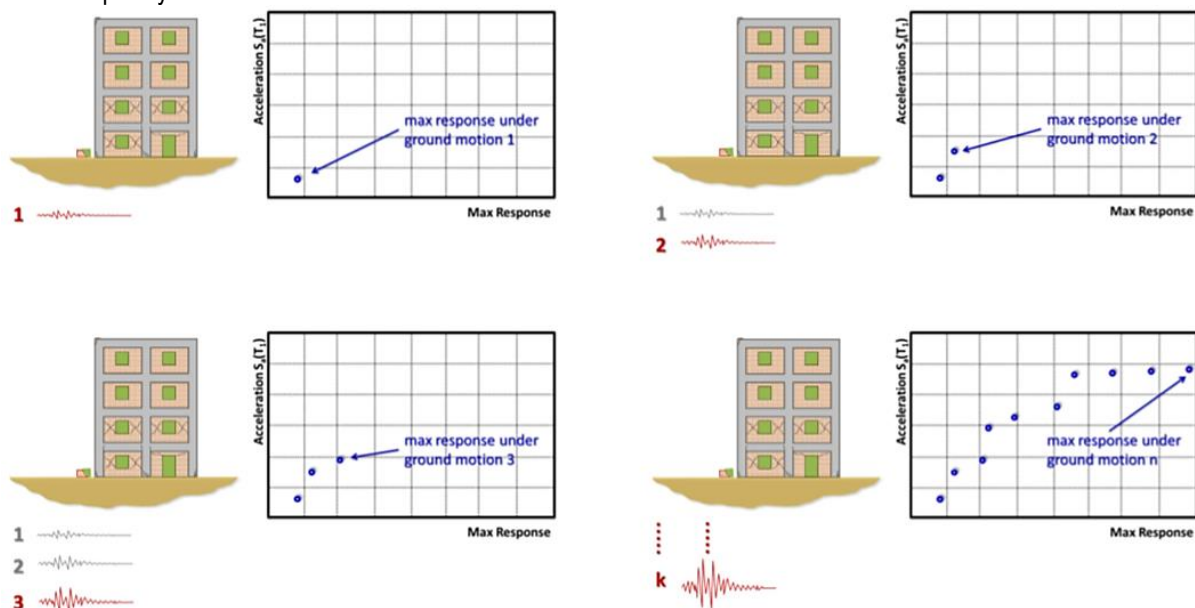 Acceleration Sₐ(T₁)
max response under
ground motion 1
Max Response
1
Acceleration Sₐ(T₁)
max response under
ground motion 2
Max Response
1
2
Acceleration Sₐ(T₁)
max response under
ground motion 3
Max Response
1
2
3
Acceleration Sₐ(T₁)
max response under
ground motion n
Max Response
k